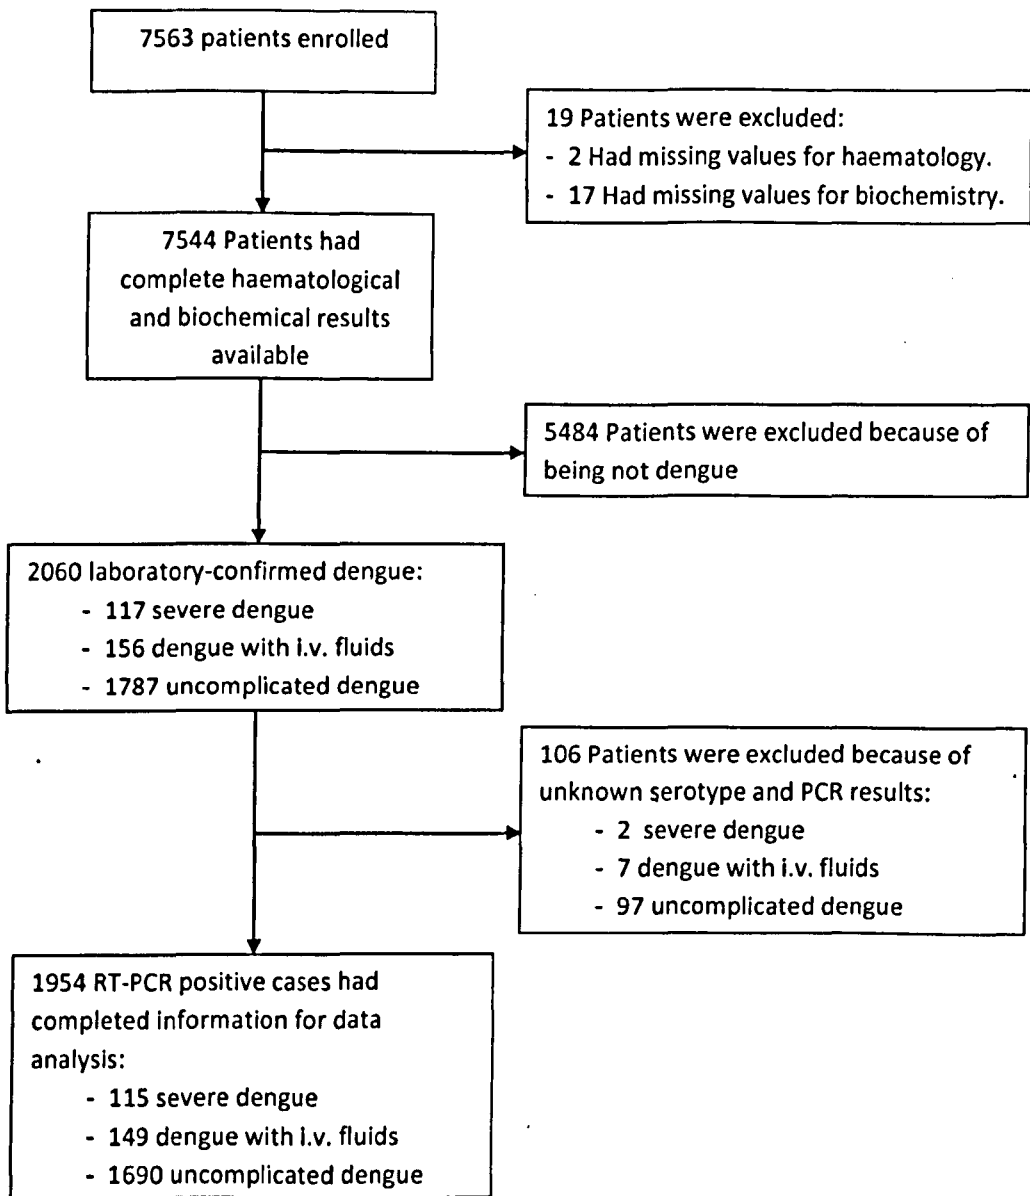 7563 patients enrolled
19 Patients were excluded:
- 2 Had missing values for haematology.
- 17 Had missing values for biochemistry.
7544 Patients had
complete haematological
and biochemical results
available
5484 Patients were excluded because of
being not dengue
2060 laboratory-confirmed dengue:
- 117 severe dengue
- 156 dengue with i.v. fluids
- 1787 uncomplicated dengue
106 Patients were excluded because of
unknown serotype and PCR results:
- 2 severe dengue
- 7 dengue with i.v. fluids
- 97 uncomplicated dengue
1954 RT-PCR positive cases had
completed information for data
analysis:
- 115 severe dengue
- 149 dengue with i.v. fluids
- 1690 uncomplicated dengue